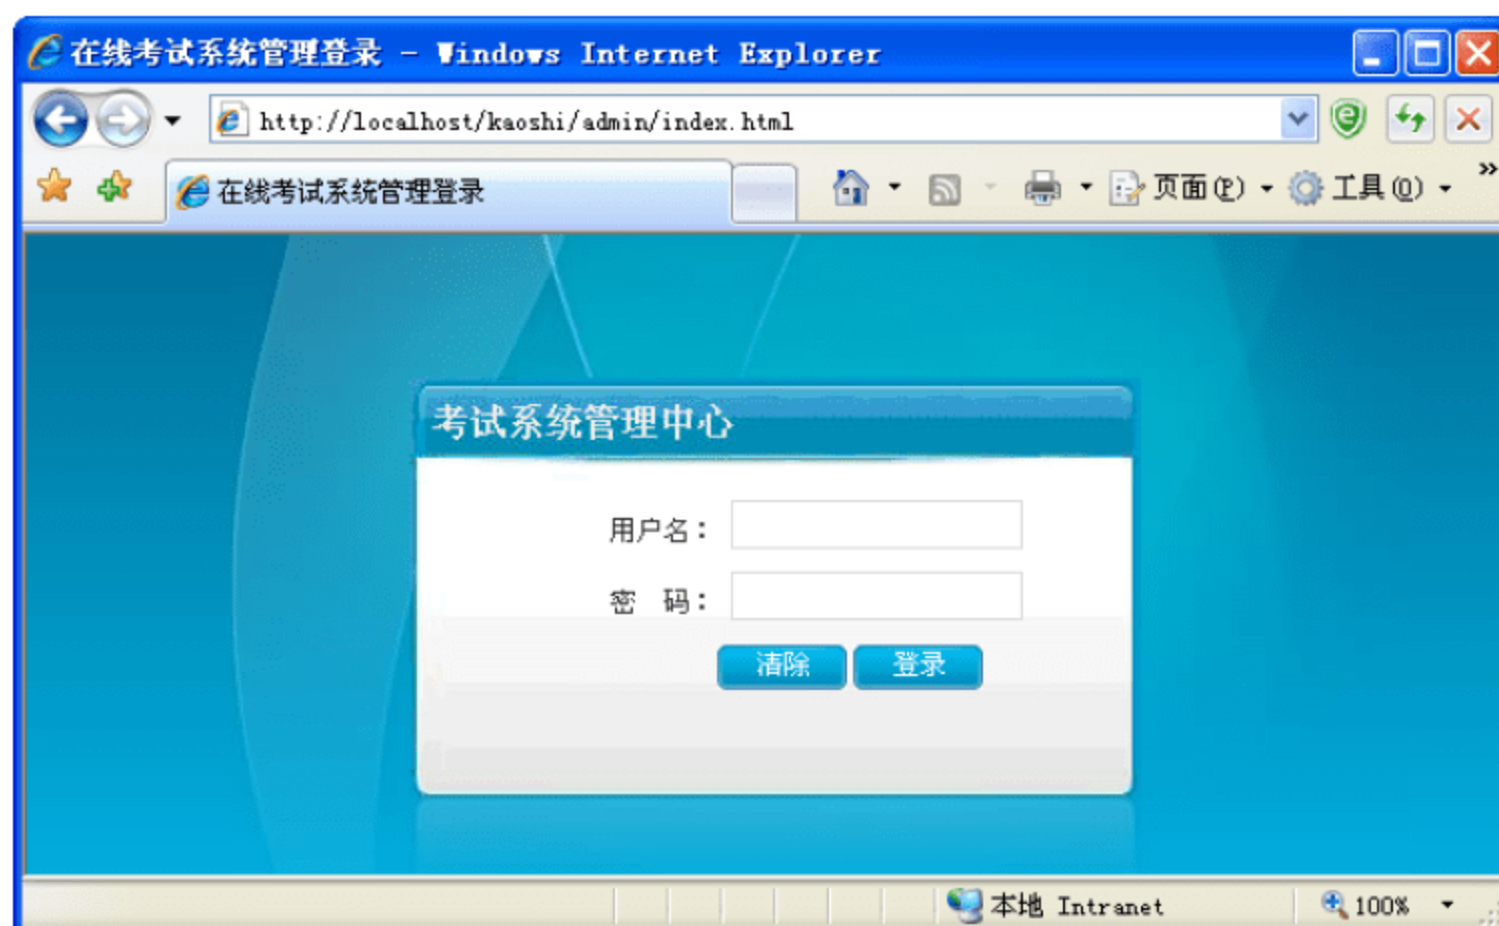 在线考试系统管理登录 - Windows Internet Explorer
http://localhost/kaoshi/admin/index.html
在线考试系统管理登录
页面(P)
工具(O)
考试系统管理中心
用户名：
密 码：
清除 登录
本地 Intranet
100%